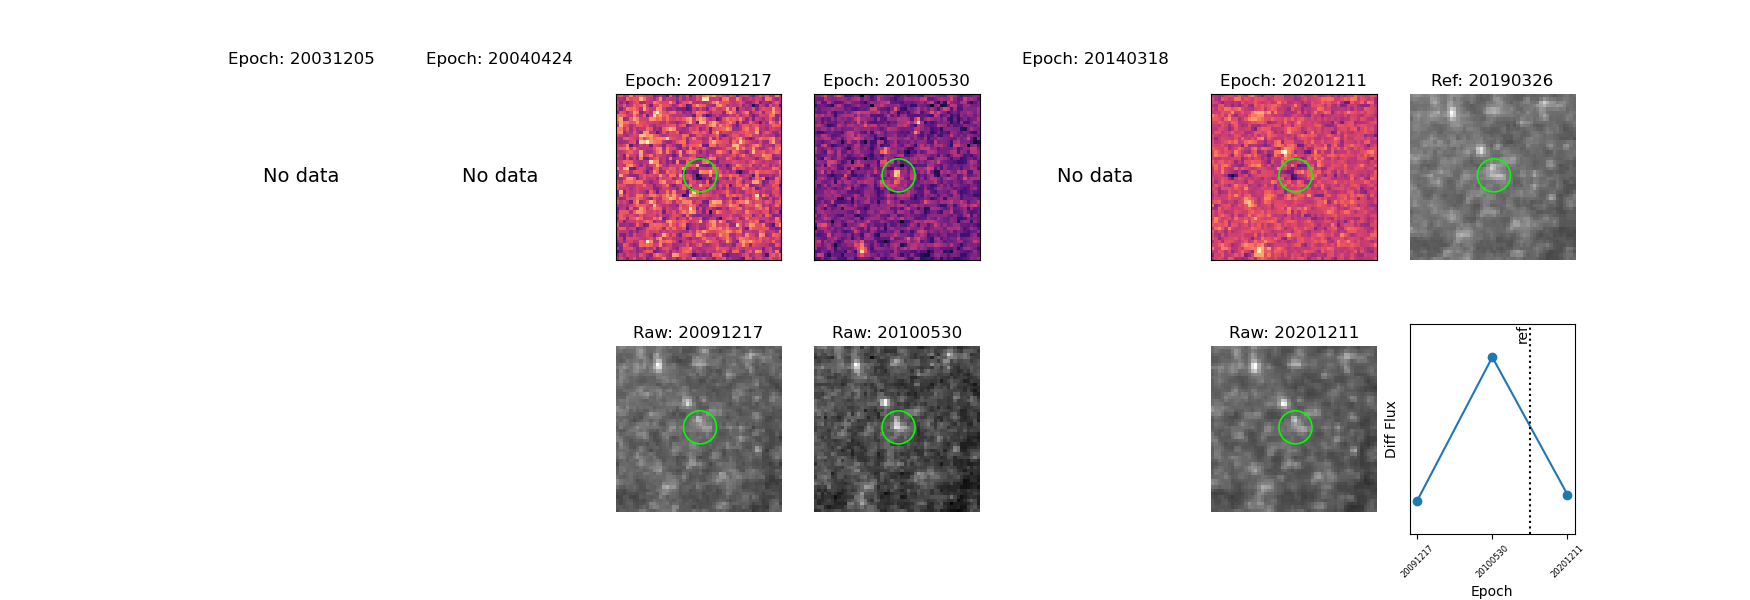 Epoch: 20031205
Epoch: 20040424
Epoch: 20091217
Epoch: 20100530
Epoch: 20140318
Epoch: 20201211
Ref: 20190326
No data
No data
No data
Raw: 20091217
Raw: 20100530
Raw: 20201211
ref
Diff Flux
20091217
20100530
20201211
Epoch